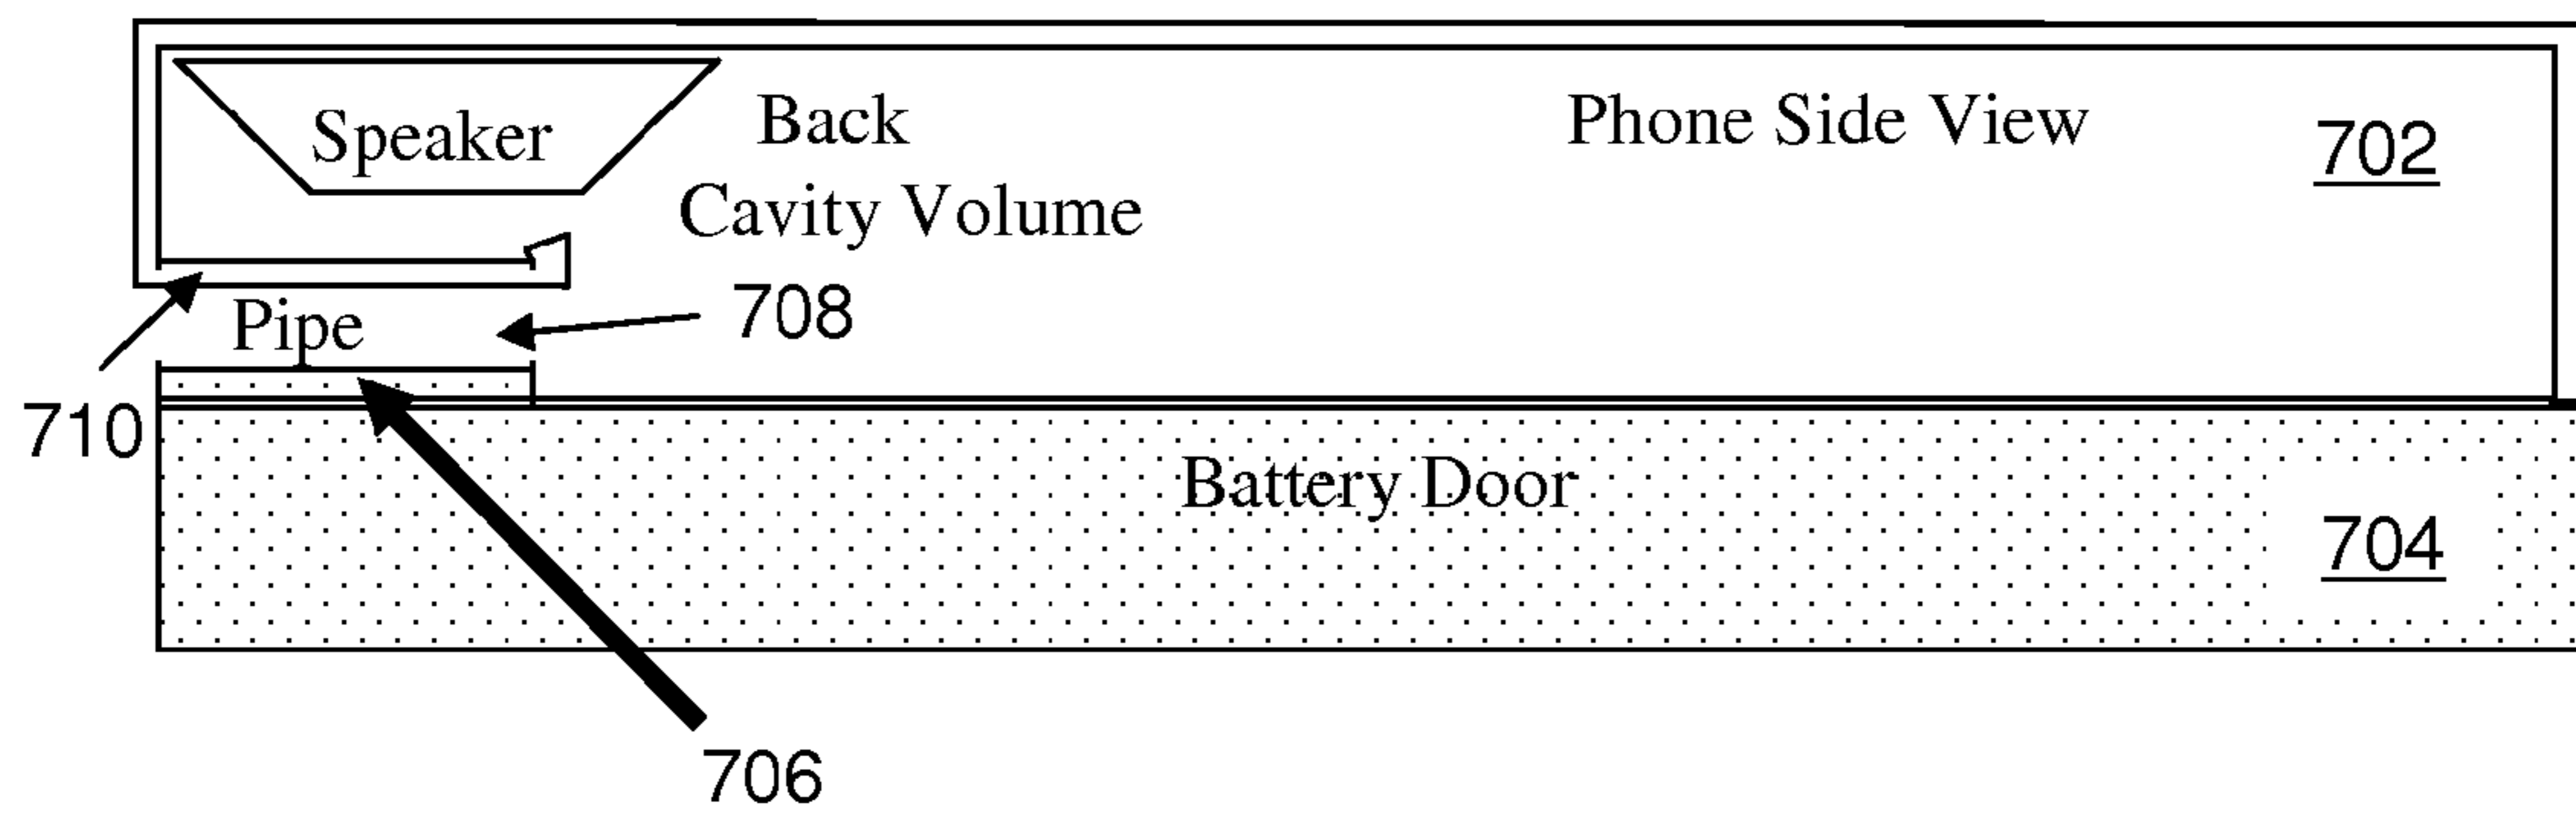 Speaker
Back
Cavity Volume
Phone Side View
702
Pipe
708
710
Battery Door
704
706